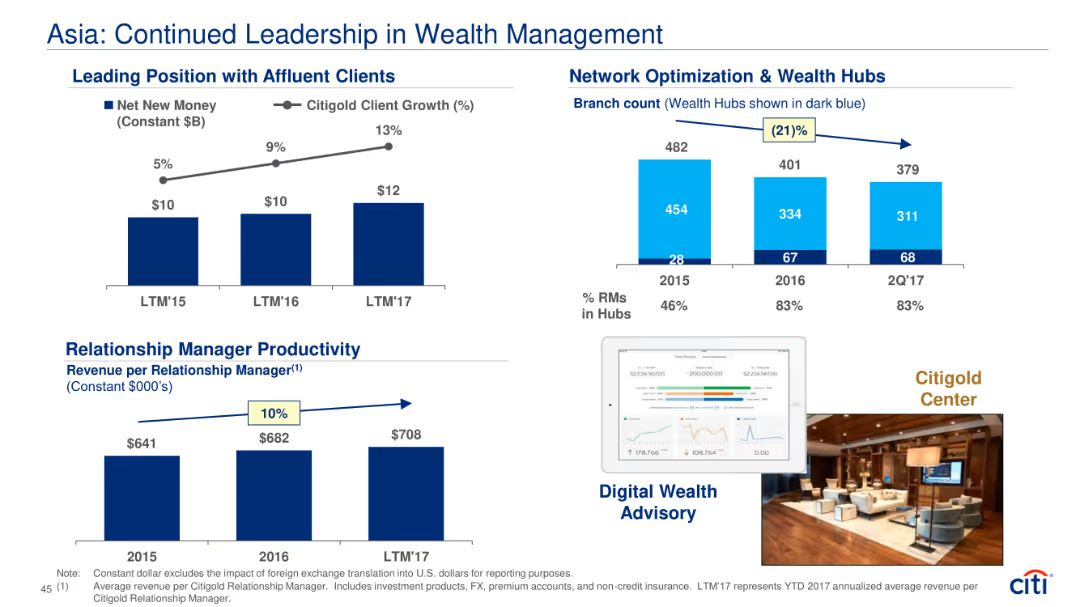 Asia: Continued Leadership in Wealth Management
Leading Position with Affluent Clients
Net New Money
(Constant $B)
Citigold Client Growth (%)
5%
9%
13%
$10
$10
$12
LTM'15
LTM'16
LTM'17
Network Optimization & Wealth Hubs
Branch count (Wealth Hubs shown in dark blue)
(21)%
482
401
379
454
334
311
28
67
68
2015
2016
2Q'17
% RMs
in Hubs
46%
83%
83%
Relationship Manager Productivity
Revenue per Relationship Manager(1)
(Constant $000's)
10%
$641
$682
$708
2015
2016
LTM'17
178,766
108,764
0.00
Digital Wealth
Advisory
Citigold
Center
Note: Constant dollar excludes the impact of foreign exchange translation into U.S. dollars for reporting purposes.
(1) Average revenue per Citigold Relationship Manager. Includes investment products, FX, premium accounts, and non-credit insurance. LTM'17 represents YTD 2017 annualized average revenue per
Citigold Relationship Manager.
45
citi